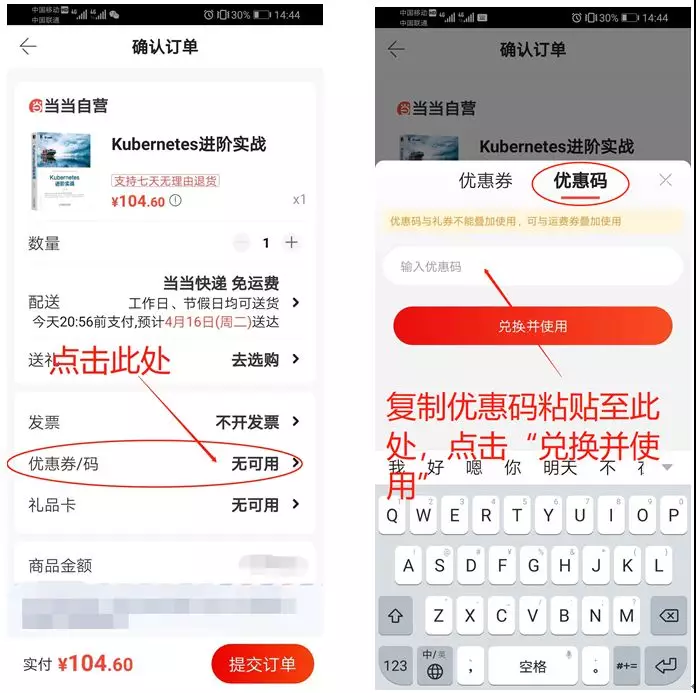 中国移动 HD 4G 4G
中国联通
30% 14:44
确认订单
当当自营
Kubernetes进阶实战
Kubernetes
进阶实战
支持七天无理由退货
¥104.60
x1
数量
1
当当快递 免运费
配送
工作日、节假日均可送货
今天20:56前支付,预计4月16日(周二)送达
送礼
去选购
点击此处
发票
不开发票
优惠券/码
无可用
礼品卡
无可用
商品金额
实付 ¥104.60
提交订单
中国移动 HD 4G 4G
中国联通
30% 14:44
确认订单
当当自营
Kubernetes进阶实战
优惠券
优惠码
优惠码与礼券不能叠加使用，可与运费券叠加使用
输入优惠码
兑换并使用
复制优惠码粘贴至此
处，点击“兑换并使
用”
我 好 嗯 你 明天 不
Q W E R T Y U I O P
A S D F G H J K L
Z X C V B N M
123 中/英 ， 空格 。 #+=